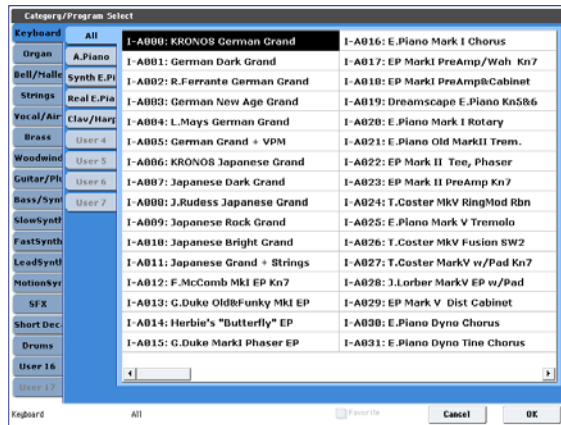 Category/Program Select
Keyboard
Organ
Bell/Malle
Strings
Vocal/Air
Brass
Woodwind
Guitar/Plu
Bass/Synt
SlowSynth
FastSynth
LeadSynth
MotionSyn
SFX
Short Dec
Drums
User 16
User 17
All
A.Piano
Synth E.Pi
Real E.Pia
Clav/Harp
User 4
User 5
User 6
User 7
I-A000: KRONOS German Grand
I-A001: German Dark Grand
I-A002: R.Ferrante German Grand
I-A003: German New Age Grand
I-A004: L.Mays German Grand
I-A005: German Grand + VPM
I-A006: KRONOS Japanese Grand
I-A007: Japanese Dark Grand
I-A008: J.Rudess Japanese Grand
I-A009: Japanese Rock Grand
I-A010: Japanese Bright Grand
I-A011: Japanese Grand + Strings
I-A012: F.McComb MkI EP Kn7
I-A013: G.Duke Old&Funky MkI EP
I-A014: Herbie's "Butterfly" EP
I-A015: G.Duke MarkI Phaser EP
I-A016: E.Piano Mark I Chorus
I-A017: EP MarkI PreAmp/Wah Kn7
I-A018: EP MarkI PreAmp&Cabinet
I-A019: Dreamscape E.Piano Kn5&6
I-A020: E.Piano Mark I Rotary
I-A021: E.Piano Old MarkII Trem.
I-A022: EP Mark II Tee, Phaser
I-A023: EP Mark II PreAmp Kn7
I-A024: T.Coster MkV RingMod Rbn
I-A025: E.Piano Mark V Tremolo
I-A026: T.Coster MkV Fusion SW2
I-A027: T.Coster MarkV w/Pad Kn7
I-A028: J.Lorber MarkV EP w/Pad
I-A029: EP Mark V Dist Cabinet
I-A030: E.Piano Dyno Chorus
I-A031: E.Piano Dyno Tine Chorus
Keyboard
All
Favorite
Cancel
OK